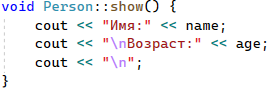 void Person::show() {
    cout << "Имя:" << name;
    cout << "\nВозраст:" << age;
    cout << "\n";
}